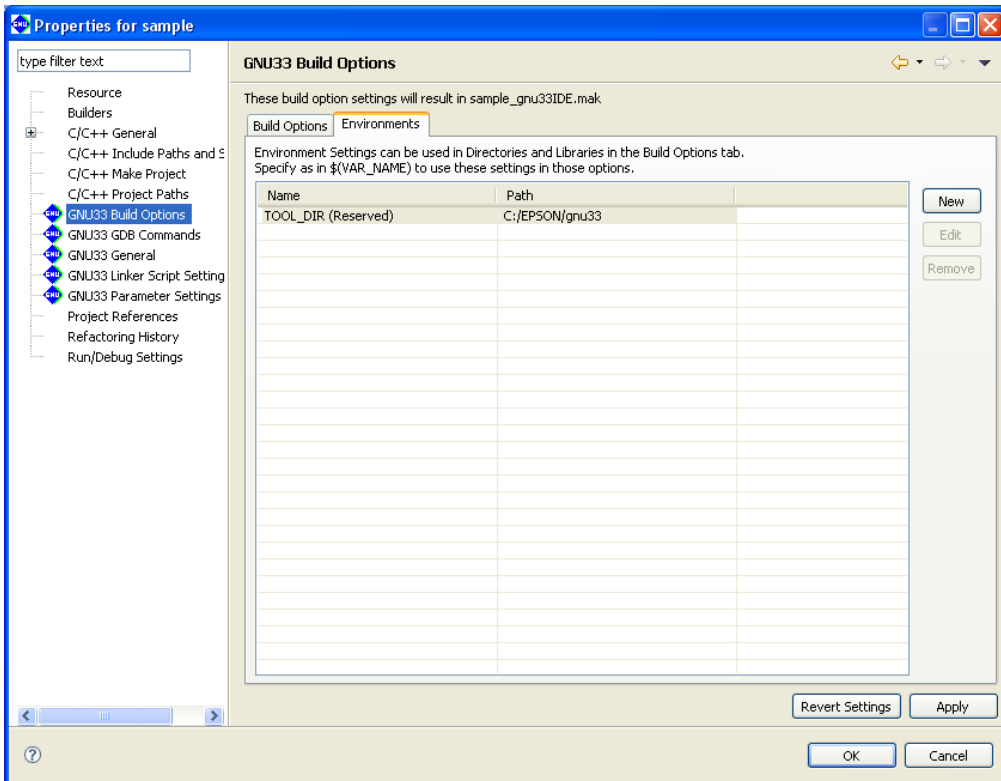 Properties for sample
type filter text
Resource
Builders
C/C++ General
C/C++ Include Paths and S
C/C++ Make Project
C/C++ Project Paths
GNU33 Build Options
GNU33 GDB Commands
GNU33 General
GNU33 Linker Script Setting
GNU33 Parameter Settings
Project References
Refactoring History
Run/Debug Settings
GNU33 Build Options
These build option settings will result in sample_gnu33IDE.mak
Build Options Environments
Environment Settings can be used in Directories and Libraries in the Build Options tab.
Specify as in $(VAR_NAME) to use these settings in those options.
Name Path
TOOL_DIR (Reserved) C:/EPSON/gnu33
New
Edit
Remove
Revert Settings Apply
OK Cancel